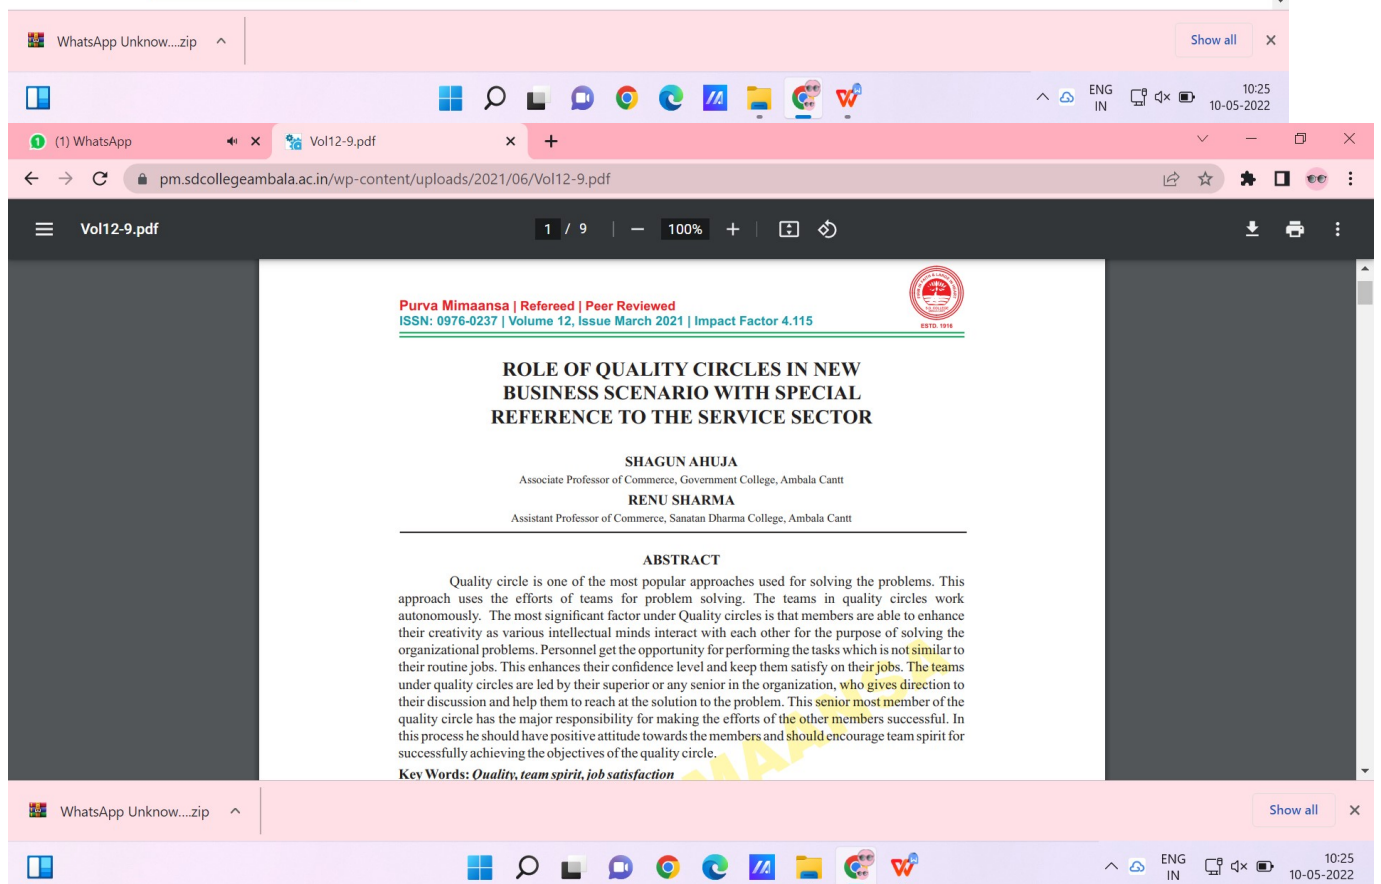 WhatsApp Unknow....zip
Show all
ENG
IN
10:25
10-05-2022
(1) WhatsApp
Vol12-9.pdf
pm.sdcollegeambala.ac.in/wp-content/uploads/2021/06/Vol12-9.pdf
Vol12-9.pdf
1 / 9
100%
Purva Mimaansa | Refereed | Peer Reviewed
ISSN: 0976-0237 | Volume 12, Issue March 2021 | Impact Factor 4.115
ESTD. 1916
ROLE OF QUALITY CIRCLES IN NEW
BUSINESS SCENARIO WITH SPECIAL
REFERENCE TO THE SERVICE SECTOR
SHAGUN AHUJA
Associate Professor of Commerce, Government College, Ambala Cantt
RENU SHARMA
Assistant Professor of Commerce, Sanatan Dharma College, Ambala Cantt
ABSTRACT
Quality circle is one of the most popular approaches used for solving the problems. This
approach uses the efforts of teams for problem solving. The teams in quality circles work
autonomously. The most significant factor under Quality circles is that members are able to enhance
their creativity as various intellectual minds interact with each other for the purpose of solving the
organizational problems. Personnel get the opportunity for performing the tasks which is not similar to
their routine jobs. This enhances their confidence level and keep them satisfy on their jobs. The teams
under quality circles are led by their superior or any senior in the organization, who gives direction to
their discussion and help them to reach at the solution to the problem. This senior most member of the
quality circle has the major responsibility for making the efforts of the other members successful. In
this process he should have positive attitude towards the members and should encourage team spirit for
successfully achieving the objectives of the quality circle.
Key Words: Quality, team spirit, job satisfaction
MAANSA
WhatsApp Unknow....zip
Show all
ENG
IN
10:25
10-05-2022